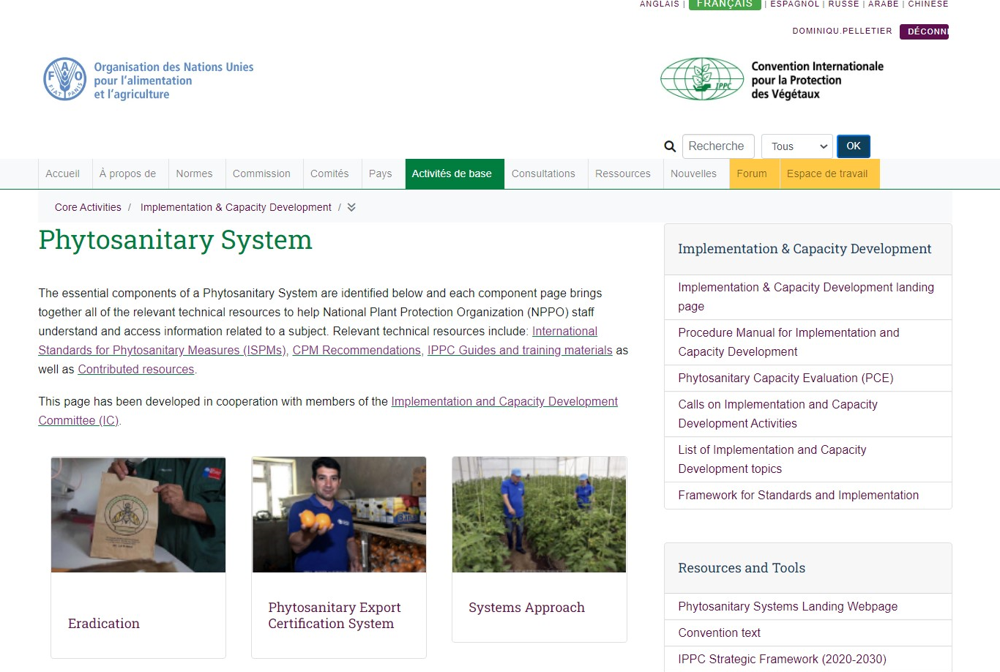 ANGLAIS | FRANÇAIS | ESPAGNOL | RUSSE | ARABE | CHINESE
DOMINIQU.PELLETIER DÉCONN
FAO
FIAT PANIS
Organisation des Nations Unies
pour l'alimentation
et l'agriculture
IPPC
Convention Internationale
pour la Protection
des Végétaux
Recherche Tous OK
Accueil À propos de Normes Commission Comités Pays Activités de base Consultations Ressources Nouvelles Forum Espace de travail
Core Activities / Implementation & Capacity Development /
Phytosanitary System
The essential components of a Phytosanitary System are identified below and each component page brings
together all of the relevant technical resources to help National Plant Protection Organization (NPPO) staff
understand and access information related to a subject. Relevant technical resources include: International
Standards for Phytosanitary Measures (ISPMs), CPM Recommendations, IPPC Guides and training materials as
well as Contributed resources.
This page has been developed in cooperation with members of the Implementation and Capacity Development
Committee (IC).
Eradication
Phytosanitary Export
Certification System
Systems Approach
Implementation & Capacity Development
Implementation & Capacity Development landing
page
Procedure Manual for Implementation and
Capacity Development
Phytosanitary Capacity Evaluation (PCE)
Calls on Implementation and Capacity
Development Activities
List of Implementation and Capacity
Development topics
Framework for Standards and Implementation
Resources and Tools
Phytosanitary Systems Landing Webpage
Convention text
IPPC Strategic Framework (2020-2030)